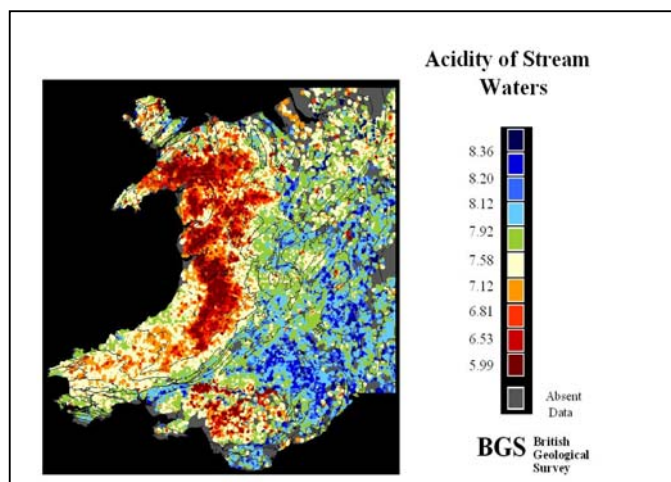 Acidity of Stream
Waters
8.36
8.20
8.12
7.92
7.58
7.12
6.81
6.53
5.99
Absent
Data
BGS British
Geological
Survey